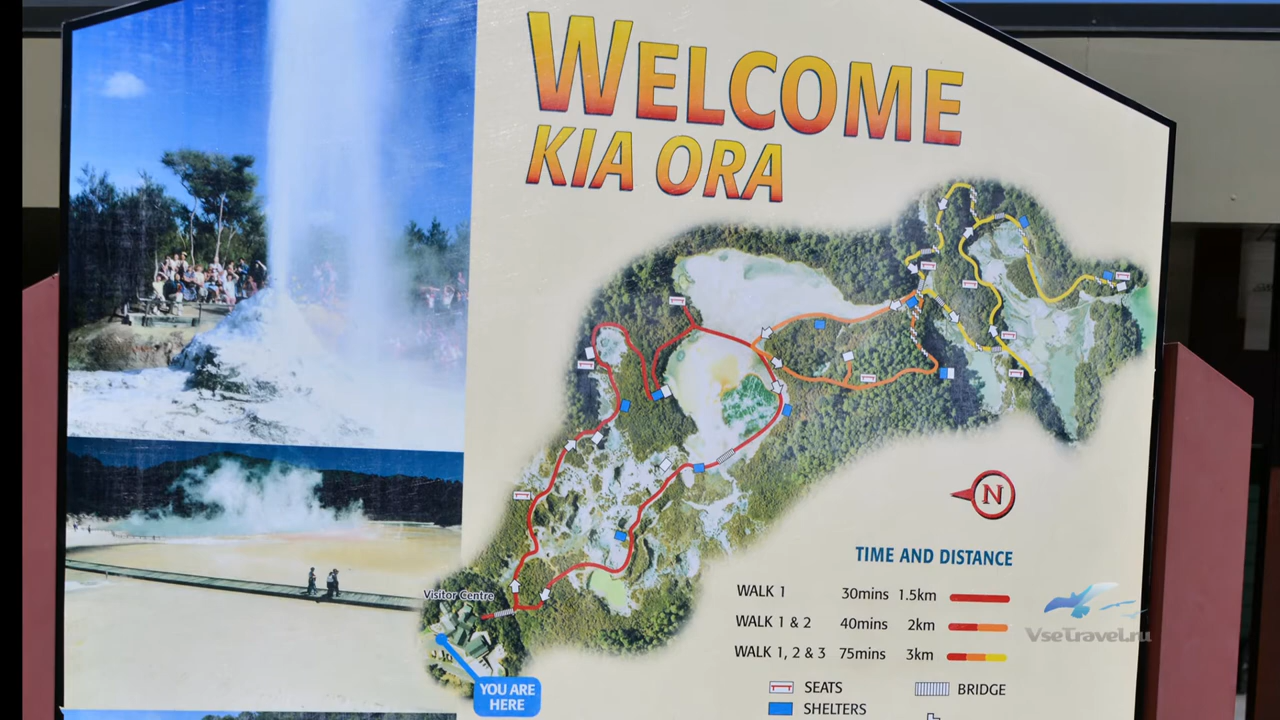 WELCOME
KIA ORA
N
TIME AND DISTANCE
WALK 1 30mins 1.5km
WALK 1 & 2 40mins 2km
WALK 1, 2 & 3 75mins 3km
SEATS BRIDGE
SHELTERS
Visitor Centre
YOU ARE
HERE
VseTravel.ru